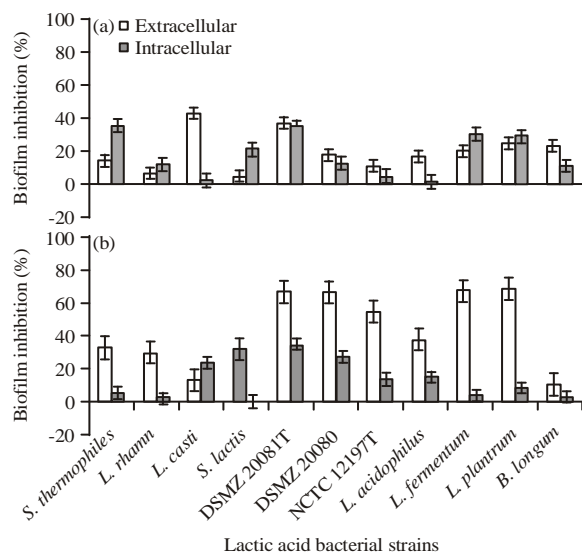 (a)
Extracellular
Intracellular
Biofilm inhibition (%)
100
80
60
40
20
0
-20
(b)
Biofilm inhibition (%)
100
80
60
40
20
0
-20
S. thermophiles
L. rhamn
L. casti
S. lactis
DSMZ 20081T
DSMZ 20080
NCTC 12197T
L. acidophilus
L. fermentum
L. plantrum
B. longum
Lactic acid bacterial strains